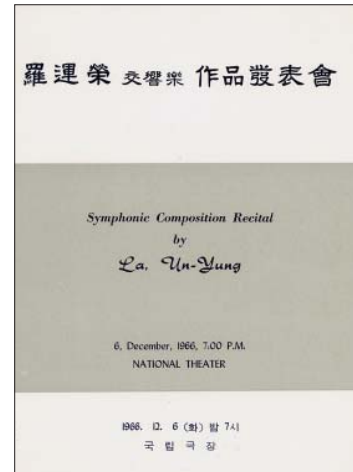 羅運榮 交響樂 作品發表會
Symphonic Composition Recital
by
La, Un-Yung
6, December, 1966, 7:00 P.M.
NATIONAL THEATER
1966. 12. 6 (화) 밤 7시
국 립 극 장